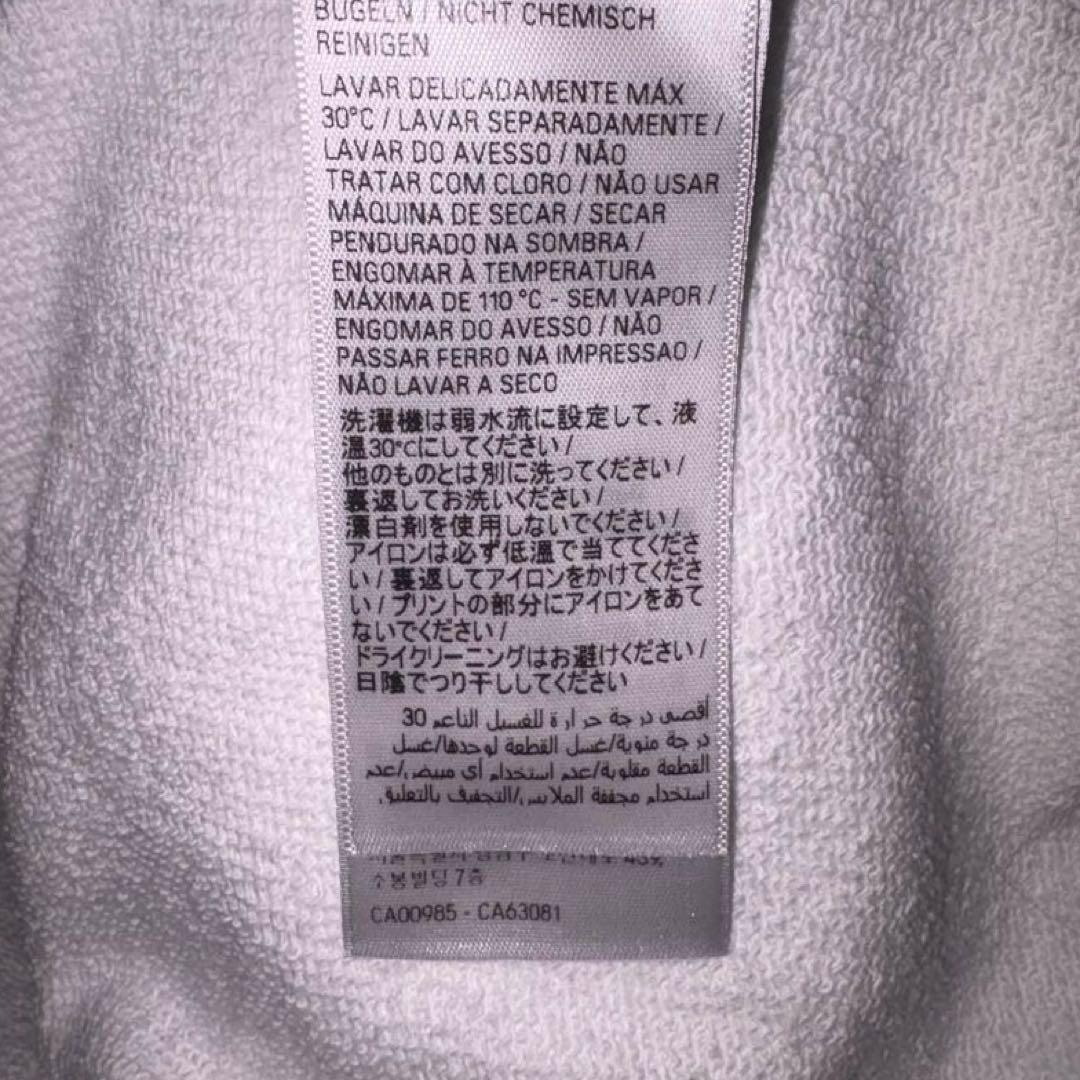 BÜGELN / NICHT CHEMISCH
REINIGEN
LAVAR DELICADAMENTE MÁX
30°C / LAVAR SEPARADAMENTE /
LAVAR DO AVESSO / NÃO
TRATAR COM CLORO / NÃO USAR
MÁQUINA DE SECAR / SECAR
PENDURADO NA SOMBRA /
ENGOMAR À TEMPERATURA
MÁXIMA DE 110 °C - SEM VAPOR /
ENGOMAR DO AVESSO / NÃO
PASSAR FERRO NA IMPRESSAO /
NÃO LAVAR A SECO
洗濯機は弱水流に設定して、液
温30℃にしてください/
他のものとは別に洗ってください/
裏返してお洗いください/
漂白剤を使用しないでください/
アイロンは必ず低温で当ててくださ
い/裏返してアイロンをかけてくださ
い/プリントの部分にアイロンをあて
ないでください/
ドライクリーニングはお避けください/
日陰でつり干ししてください
أقصى درجة حرارة للغسيل الناعم 30
درجة مئوية/غسل القطعة لوحدها/غسل
القطعة مقلوبة/عدم استخدام أي مبيض/عدم
استخدام مجففة الملابس/التجفيف بالتعليق
수봉빌딩 7층
CA00985 - CA63081